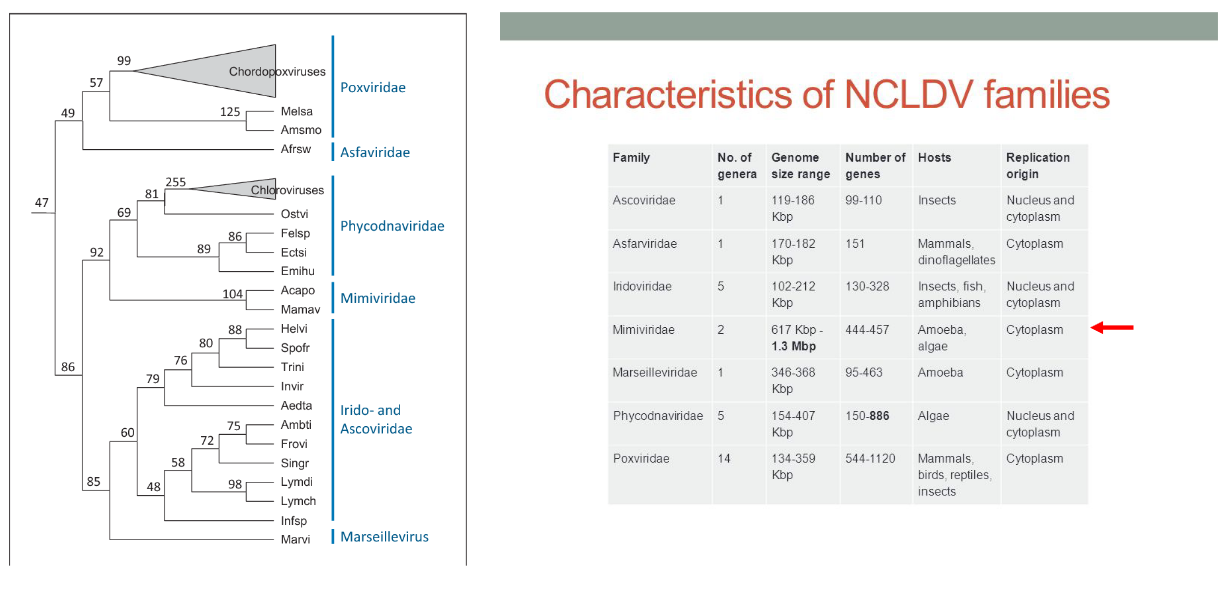 99
Chordopoxviruses
57
Poxviridae
125
Melsa
49
Amsmo
Afrsw
Asfaviridae
255
Chloroviruses
81
47
69
Ostvi
Phycodnaviridae
86
Felsp
89
Ectsi
92
Emihu
104
Acapo
Mimiviridae
Mamav
88
Helvi
80
Spofr
76
Trini
86
79
Invir
Aedta
Irido- and
Ascoviridae
75
Ambti
60
72
Frovi
58
Singr
85
48
98
Lymdi
Lymch
Infsp
Marvi
Marseillevirus
Characteristics of NCLDV families
Family No. of Genome Number of Hosts Replication
genera size range genes origin
Ascoviridae 1 119-186 99-110 Insects Nucleus and
Kbp cytoplasm
Asfarviridae 1 170-182 151 Mammals, Cytoplasm
Kbp dinoflagellates
Iridoviridae 5 102-212 130-328 Insects, fish, Nucleus and
Kbp amphibians cytoplasm
Mimiviridae 2 617 Kbp - 444-457 Amoeba, Cytoplasm
1.3 Mbp algae
Marseilleviridae 1 346-368 95-463 Amoeba Cytoplasm
Kbp
Phycodnaviridae 5 154-407 150-886 Algae Nucleus and
Kbp cytoplasm
Poxviridae 14 134-359 544-1120 Mammals, Cytoplasm
Kbp birds, reptiles,
insects